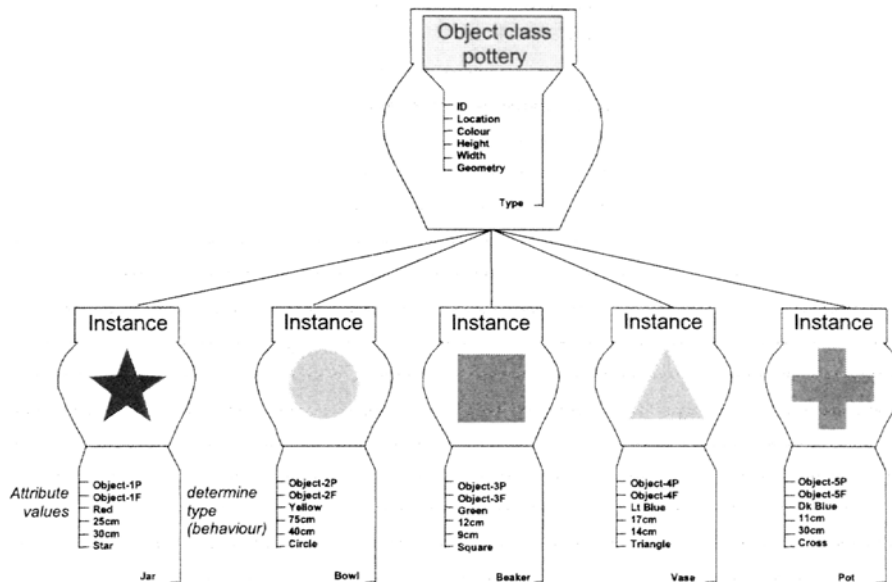 Object class
pottery
ID
Location
Colour
Height
Width
Geometry
Type
Instance
Instance
Instance
Instance
Instance
Attribute
values
Object-1P
Object-1F
Red
25cm
30cm
Star
Jar
determine
type
(behaviour)
Object-2P
Object-2F
Yellow
75cm
40cm
Circle
Bowl
Object-3P
Object-3F
Green
12cm
9cm
Square
Beaker
Object-4P
Object-4F
Lt Blue
17cm
14cm
Triangle
Vase
Object-5P
Object-5F
Dk Blue
11cm
30cm
Cross
Pot